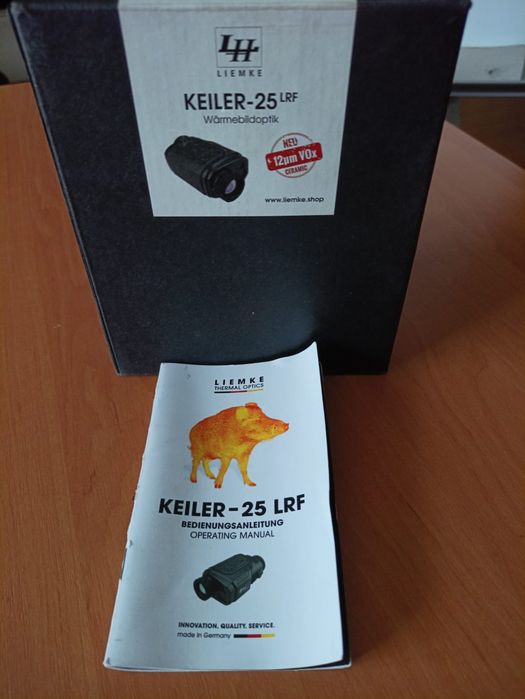 LH
LIEMKE
KEILER-25 LRF
Wärmebildoptik
NEU
12µm VOx
CERAMIC
www.liemke.shop
LIEMKE
THERMAL OPTICS
KEILER-25 LRF
BEDIENUNGSANLEITUNG
OPERATING MANUAL
INNOVATION. QUALITY. SERVICE.
made in Germany